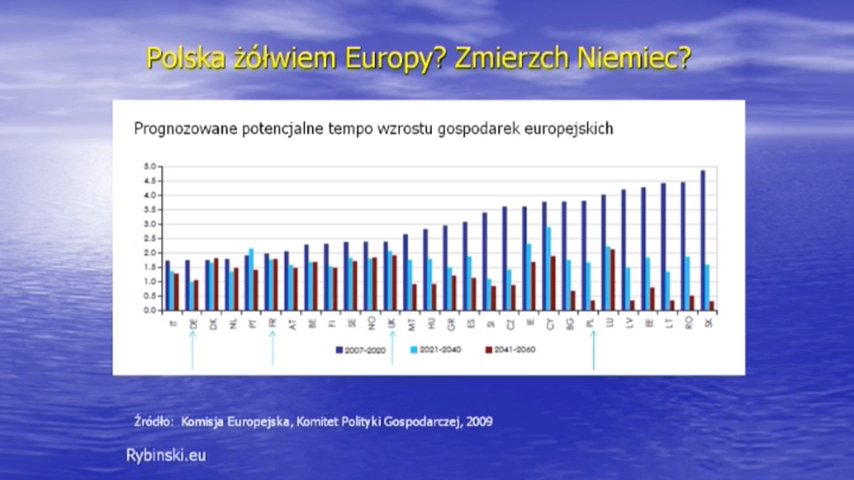 Polska żółwiem Europy? Zmierzch Niemiec?
Prognozowane potencjalne tempo wzrostu gospodarek europejskich
5.0
4.5
4.0
3.5
3.0
2.5
2.0
1.5
1.0
0.5
0.0
IT DE DK NL PT FR AT BE FI SE NO UK MT HU GR ES SI CZ IE CY BG PL LU LV EE LT RO SK
2007-2020 2021-2040 2041-2060
Źródło: Komisja Europejska, Komitet Polityki Gospodarczej, 2009
Rybinski.eu